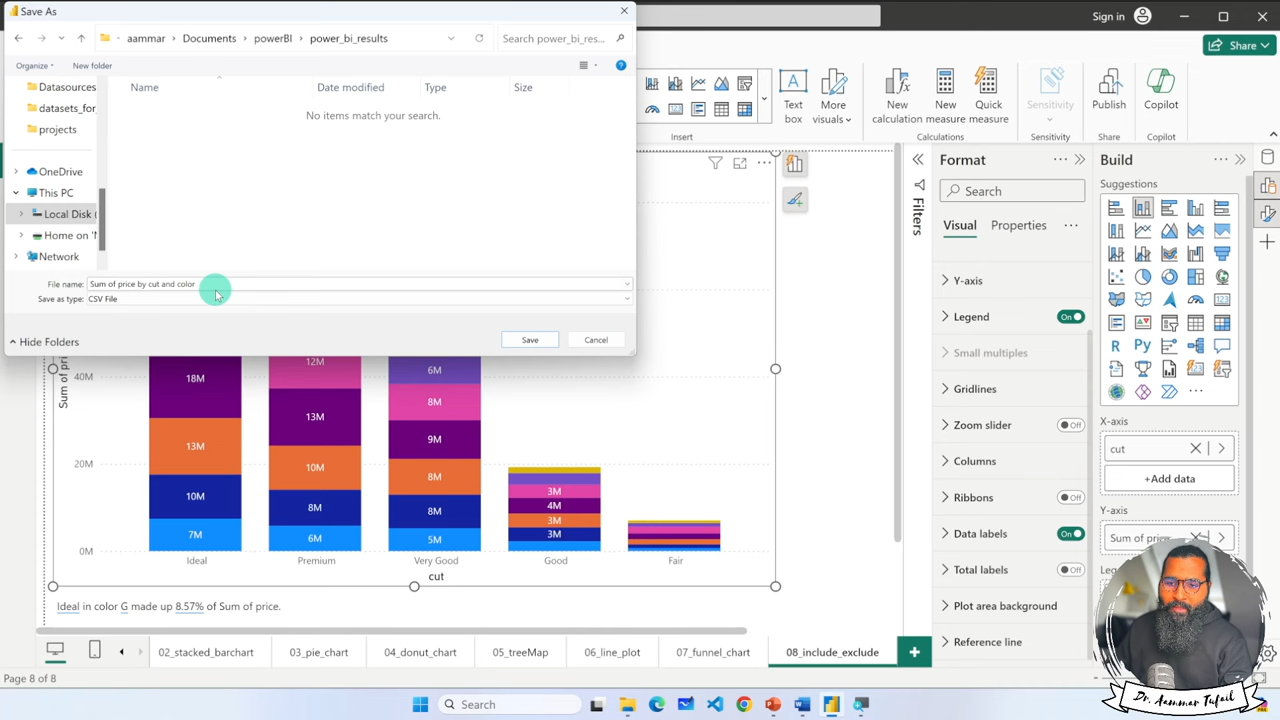 Save As
aammar > Documents > powerBI > power_bi_results
Search power_bi_res...
Organize
New folder
Name
Date modified
Type
Size
No items match your search.
Datasources
datasets_for
projects
OneDrive
This PC
Local Disk (
Home on '
Network
File name:
Sum of price by cut and color
Save as type:
CSV File
Hide Folders
Save
Cancel
Sign in
Share
Text box
More visuals
New calculation
New measure
Quick measure
Sensitivity
Publish
Copilot
Insert
Calculations
Sensitivity
Share
Copilot
Sum of pri
40M
20M
0M
18M
13M
10M
7M
12M
13M
10M
8M
6M
6M
8M
9M
8M
8M
5M
3M
4M
3M
3M
Ideal
Premium
Very Good
Good
Fair
cut
Ideal in color G made up 8.57% of Sum of price.
Filters
Format
Search
Visual
Properties
Y-axis
Legend
On
Small multiples
Gridlines
Zoom slider
Off
Columns
Ribbons
Off
Data labels
On
Total labels
Off
Plot area background
Reference line
Build
Suggestions
R
Py
123
X-axis
cut
+Add data
Y-axis
Sum of price
Le
02_stacked_barchart
03_pie_chart
04_donut_chart
05_treeMap
06_line_plot
07_funnel_chart
08_include_exclude
Page 8 of 8
Search
Dr. Aammar Tufail